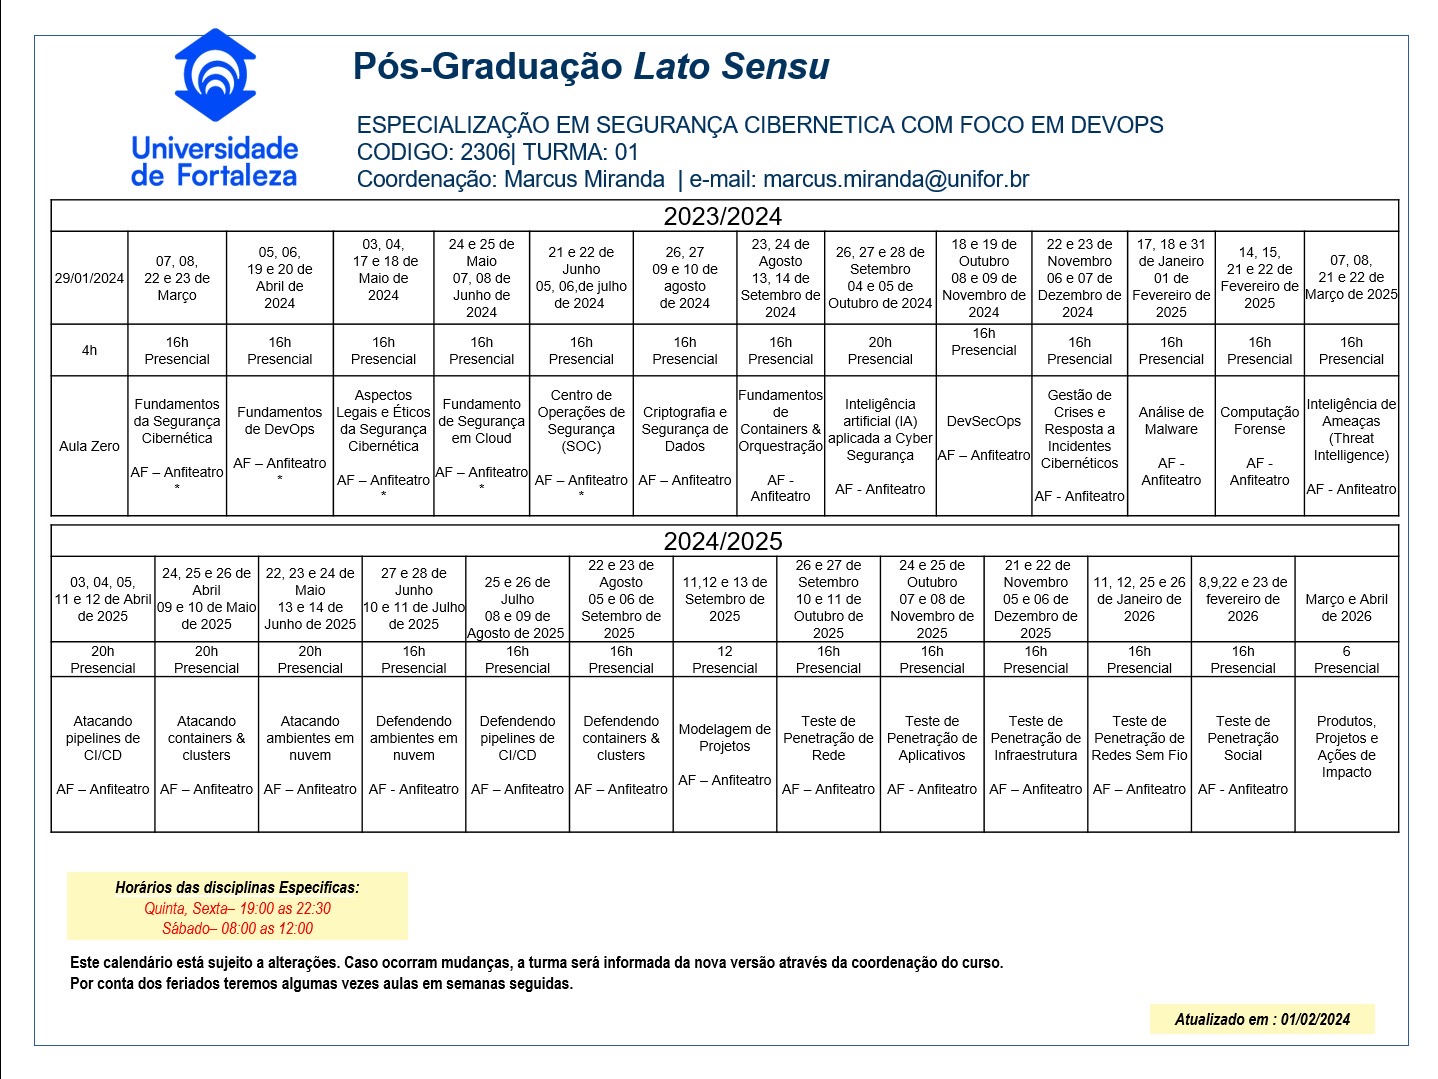 Universidade
de Fortaleza
Pós-Graduação Lato Sensu
ESPECIALIZAÇÃO EM SEGURANÇA CIBERNETICA COM FOCO EM DEVOPS
CODIGO: 2306| TURMA: 01
Coordenação: Marcus Miranda | e-mail: marcus.miranda@unifor.br
2023/2024
29/01/2024
07, 08,
22 e 23 de
Março
05, 06,
19 e 20 de
Abril de
2024
03, 04,
17 e 18 de
Maio de
2024
24 e 25 de
Maio
07, 08 de
Junho de
2024
21 e 22 de
Junho
05, 06,de julho
de 2024
26, 27
09 e 10 de
agosto
de 2024
23, 24 de
Agosto
13, 14 de
Setembro de
2024
26, 27 e 28 de
Setembro
04 e 05 de
Outubro de 2024
18 e 19 de
Outubro
08 e 09 de
Novembro de
2024
22 e 23 de
Novembro
06 e 07 de
Dezembro de
2024
17, 18 e 31
de Janeiro
01 de
Fevereiro de
2025
14, 15,
21 e 22 de
Fevereiro de
2025
07, 08,
21 e 22 de
Março de 2025
4h
16h
Presencial
16h
Presencial
16h
Presencial
16h
Presencial
16h
Presencial
16h
Presencial
16h
Presencial
20h
Presencial
16h
Presencial
16h
Presencial
16h
Presencial
16h
Presencial
16h
Presencial
Aula Zero
Fundamentos
da Segurança
Cibernética
AF – Anfiteatro
*
Fundamentos
de DevOps
AF – Anfiteatro
*
Aspectos
Legais e Éticos
da Segurança
Cibernética
AF – Anfiteatro
*
Fundamento
de Segurança
em Cloud
AF – Anfiteatro
*
Centro de
Operações de
Segurança
(SOC)
AF – Anfiteatro
*
Criptografia e
Segurança de
Dados
AF – Anfiteatro
Fundamentos
de
Containers &
Orquestração
AF -
Anfiteatro
Inteligência
artificial (IA)
aplicada a Cyber
Segurança
AF - Anfiteatro
DevSecOps
AF – Anfiteatro
Gestão de
Crises e
Resposta a
Incidentes
Cibernéticos
AF - Anfiteatro
Análise de
Malware
AF -
Anfiteatro
Computação
Forense
AF -
Anfiteatro
Inteligência de
Ameaças
(Threat
Intelligence)
AF - Anfiteatro
2024/2025
03, 04, 05,
11 e 12 de Abril
de 2025
24, 25 e 26 de
Abril
09 e 10 de Maio
de 2025
22, 23 e 24 de
Maio
13 e 14 de
Junho de 2025
27 e 28 de
Junho
10 e 11 de Julho
de 2025
25 e 26 de
Julho
08 e 09 de
Agosto de 2025
22 e 23 de
Agosto
05 e 06 de
Setembro de
2025
11,12 e 13 de
Setembro de
2025
26 e 27 de
Setembro
10 e 11 de
Outubro de
2025
24 e 25 de
Outubro
07 e 08 de
Novembro de
2025
21 e 22 de
Novembro
05 e 06 de
Dezembro de
2025
11, 12, 25 e 26
de Janeiro de
2026
8,9,22 e 23 de
fevereiro de
2026
Março e Abril
de 2026
20h
Presencial
20h
Presencial
20h
Presencial
16h
Presencial
16h
Presencial
16h
Presencial
12
Presencial
16h
Presencial
16h
Presencial
16h
Presencial
16h
Presencial
16h
Presencial
6
Presencial
Atacando
pipelines de
CI/CD
AF – Anfiteatro
Atacando
containers &
clusters
AF – Anfiteatro
Atacando
ambientes em
nuvem
AF – Anfiteatro
Defendendo
ambientes em
nuvem
AF - Anfiteatro
Defendendo
pipelines de
CI/CD
AF – Anfiteatro
Defendendo
containers &
clusters
AF – Anfiteatro
Modelagem de
Projetos
AF – Anfiteatro
Teste de
Penetração de
Rede
AF – Anfiteatro
Teste de
Penetração de
Aplicativos
AF - Anfiteatro
Teste de
Penetração de
Infraestrutura
AF – Anfiteatro
Teste de
Penetração de
Redes Sem Fio
AF – Anfiteatro
Teste de
Penetração
Social
AF - Anfiteatro
Produtos,
Projetos e
Ações de
Impacto
Horários das disciplinas Especificas:
Quinta, Sexta– 19:00 as 22:30
Sábado– 08:00 as 12:00
Este calendário está sujeito a alterações. Caso ocorram mudanças, a turma será informada da nova versão através da coordenação do curso.
Por conta dos feriados teremos algumas vezes aulas em semanas seguidas.
Atualizado em : 01/02/2024